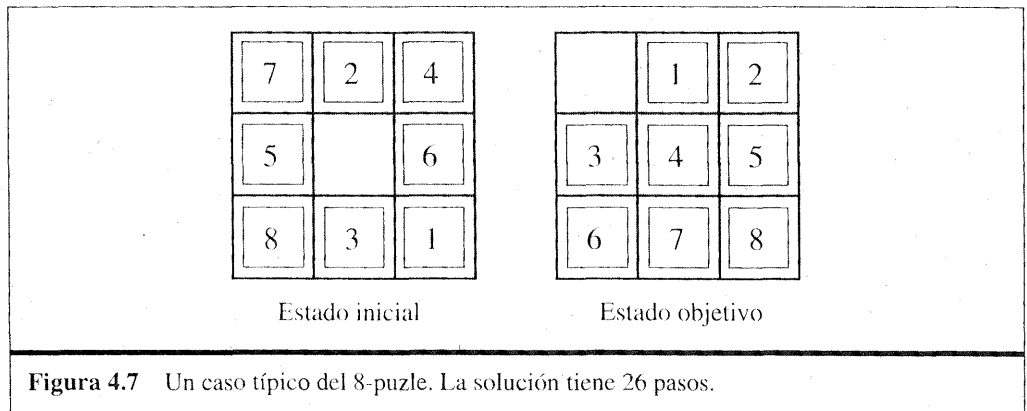 7 2 4 1 2
5 6 3 4 5
8 3 1 6 7 8
Estado inicial Estado objetivo
Figura 4.7 Un caso típico del 8-puzle. La solución tiene 26 pasos.